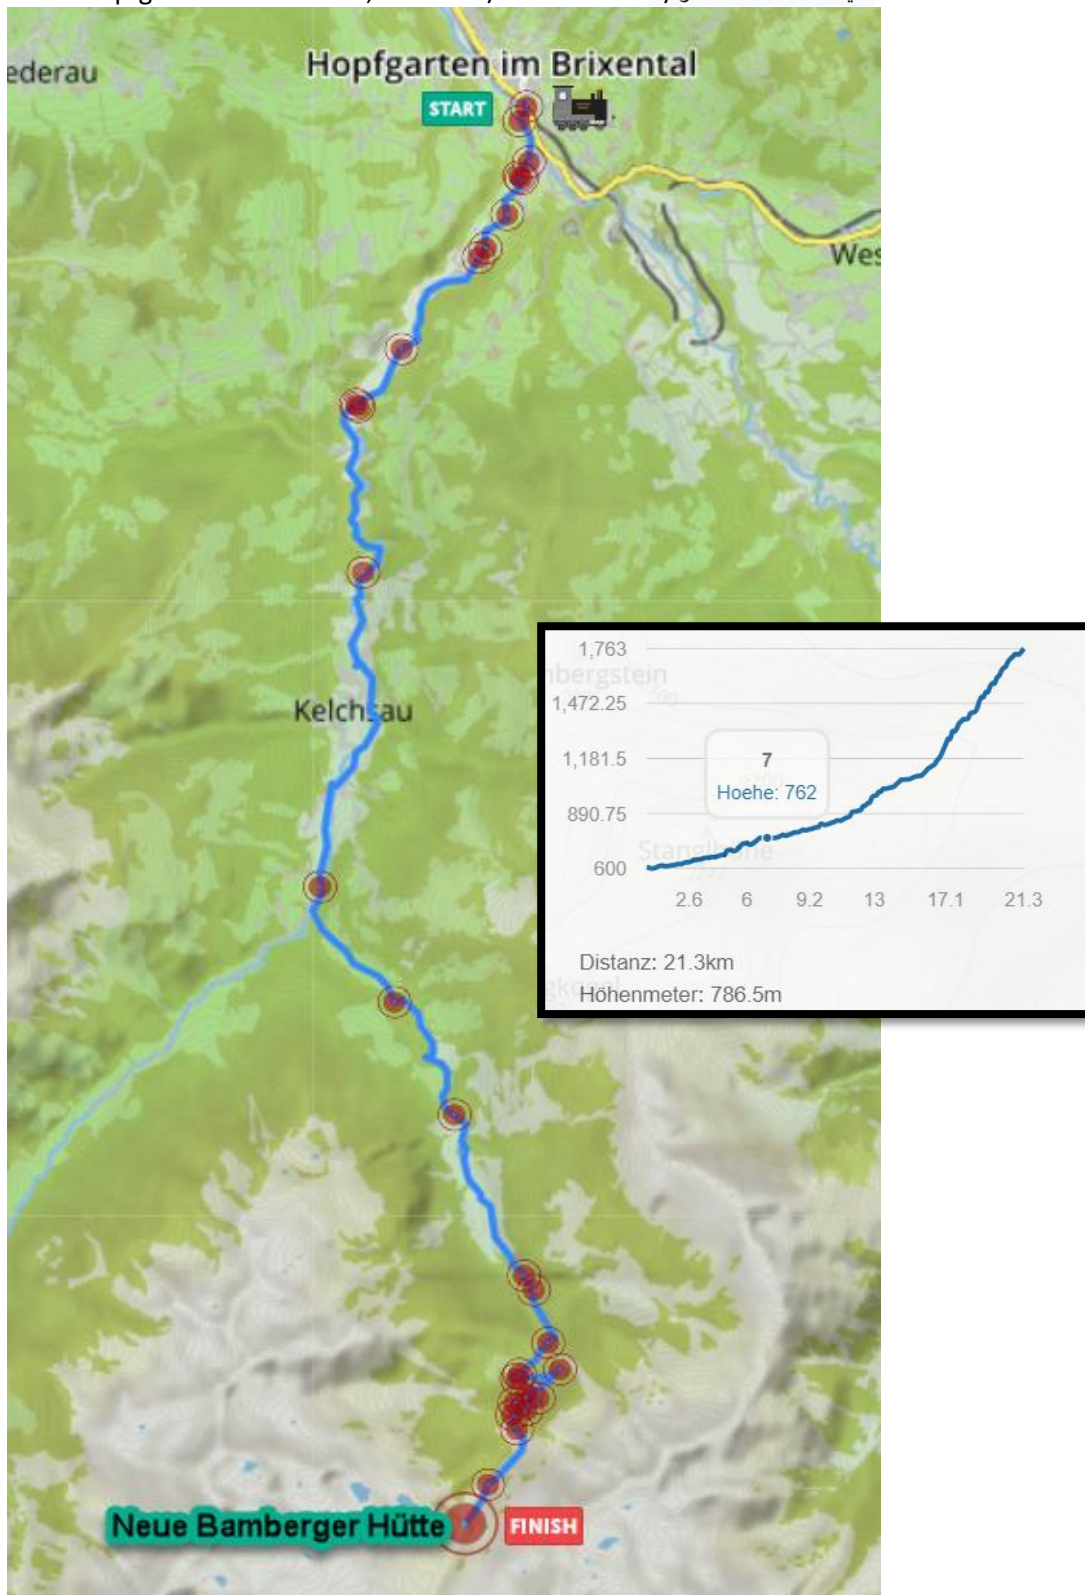 ederau
Hopfgarten im Brixental
START
Wes
Kelchsau
1,763
1,472.25
1,181.5
890.75
600
7
Hoehe: 762
2.6 6 9.2 13 17.1 21.3
Distanz: 21.3km
Höhenmeter: 786.5m
Neue Bamberger Hütte
FINISH